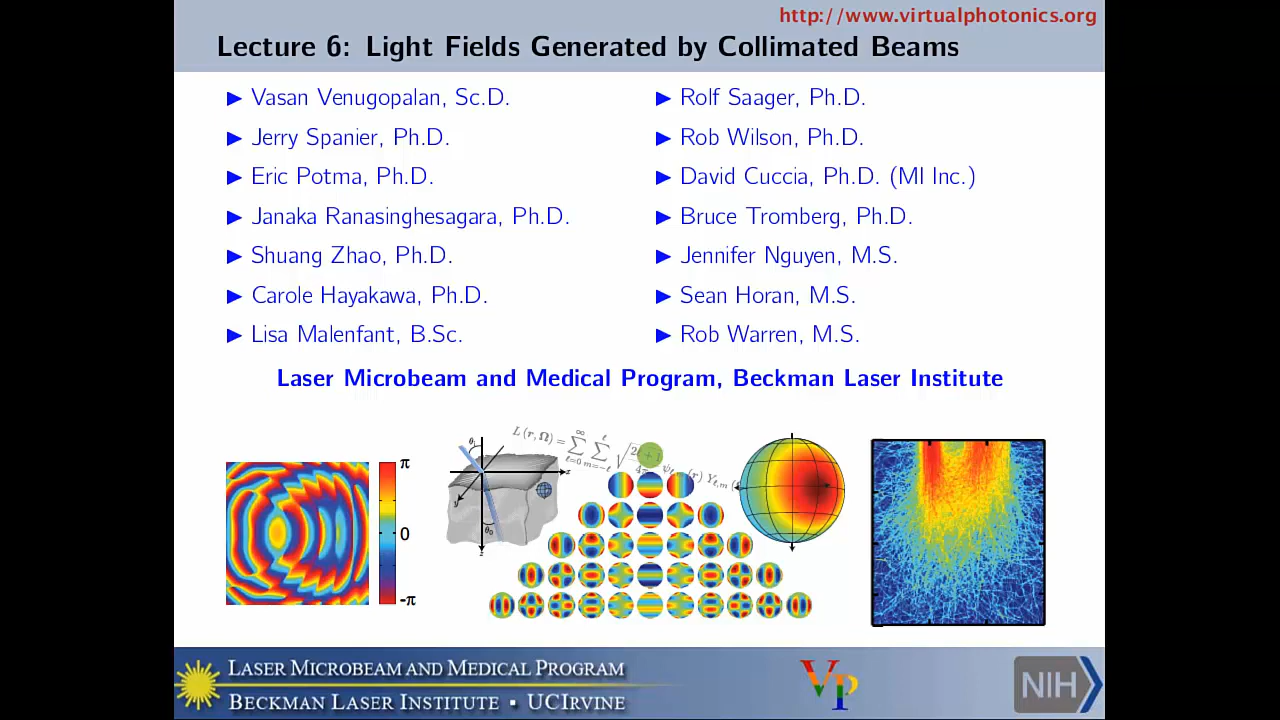 http://www.virtualphotonics.org
Lecture 6: Light Fields Generated by Collimated Beams
▶ Vasan Venugopalan, Sc.D.
▶ Jerry Spanier, Ph.D.
▶ Eric Potma, Ph.D.
▶ Janaka Ranasinghesagara, Ph.D.
▶ Shuang Zhao, Ph.D.
▶ Carole Hayakawa, Ph.D.
▶ Lisa Malenfant, B.Sc.
▶ Rolf Saager, Ph.D.
▶ Rob Wilson, Ph.D.
▶ David Cuccia, Ph.D. (MI Inc.)
▶ Bruce Tromberg, Ph.D.
▶ Jennifer Nguyen, M.S.
▶ Sean Horan, M.S.
▶ Rob Warren, M.S.
Laser Microbeam and Medical Program, Beckman Laser Institute
π
0
-π
L(r,Ω) = ∞ ∑ ℓ=0 ℓ ∑ m=-ℓ
x
y
z
LASER MICROBEAM AND MEDICAL PROGRAM
BECKMAN LASER INSTITUTE ▪ UCIRVINE
VP
NIH